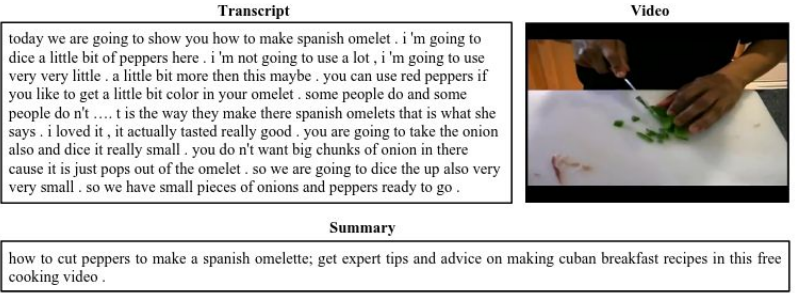 Transcript
Video
today we are going to show you how to make spanish omelet . i 'm going to
dice a little bit of peppers here . i 'm not going to use a lot , i 'm going to use
very very little . a little bit more then this maybe . you can use red peppers if
you like to get a little bit color in your omelet . some people do and some
people do n't …. t is the way they make there spanish omelets that is what she
says . i loved it , it actually tasted really good . you are going to take the onion
also and dice it really small . you do n't want big chunks of onion in there
cause it is just pops out of the omelet . so we are going to dice the up also very
very small . so we have small pieces of onions and peppers ready to go .
Summary
how to cut peppers to make a spanish omelette; get expert tips and advice on making cuban breakfast recipes in this free
cooking video .